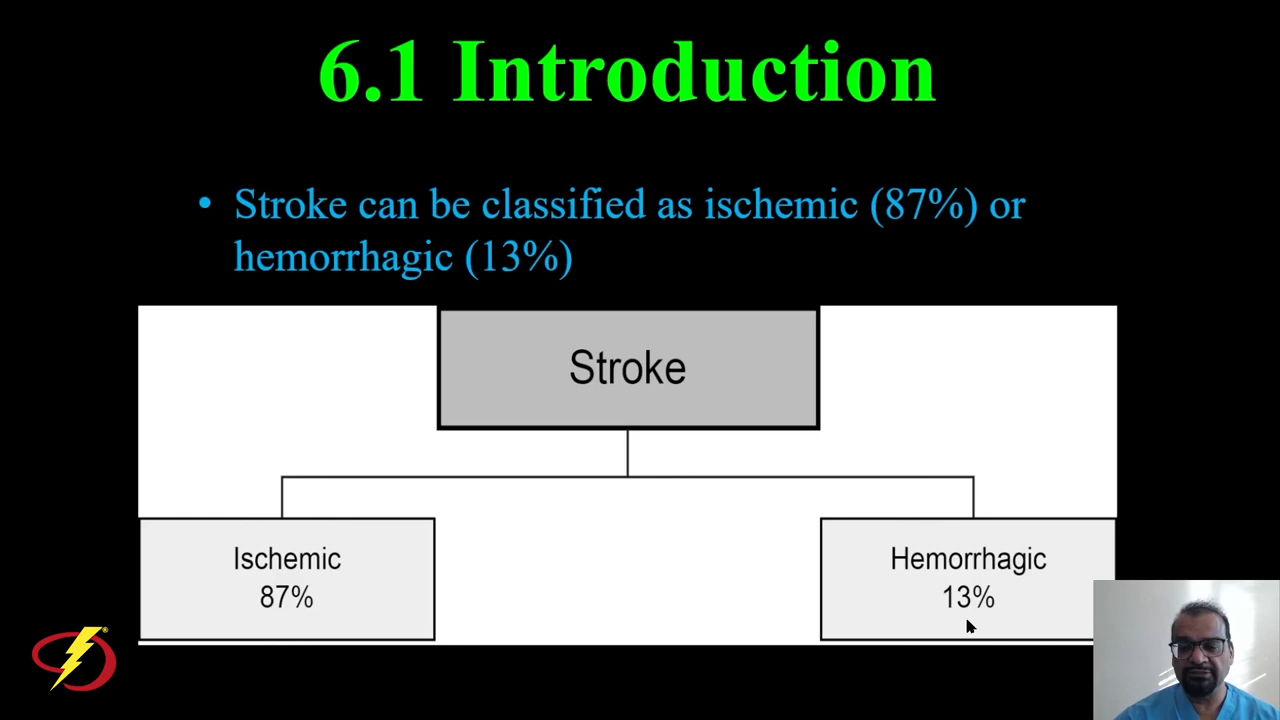 6.1 Introduction
• Stroke can be classified as ischemic (87%) or
hemorrhagic (13%)
Stroke
Ischemic
87%
Hemorrhagic
13%
®